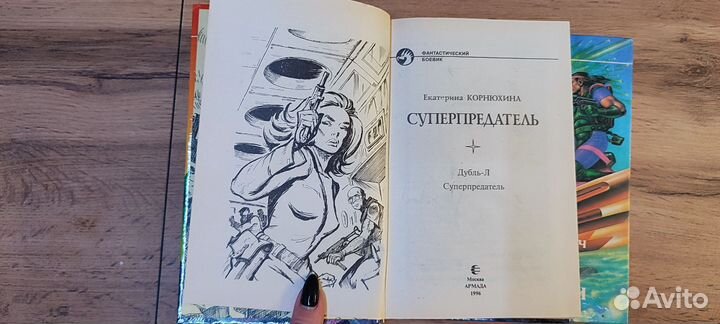 ФАНТАСТИЧЕСКИЙ
БОЕВИК
Екатерина КОРНЮХИНА
СУПЕРПРЕДАТЕЛЬ
Дубль-Л
Суперпредатель
Москва
АРМАДА
1996
Ч
Н
Avito